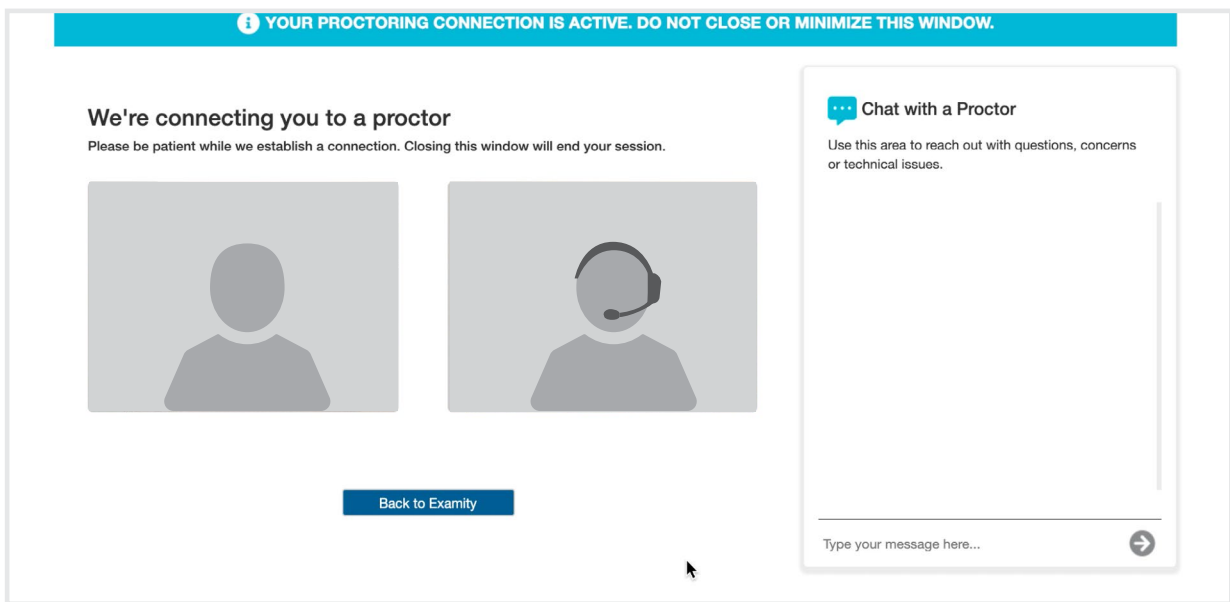 YOUR PROCTORING CONNECTION IS ACTIVE. DO NOT CLOSE OR MINIMIZE THIS WINDOW.
We're connecting you to a proctor
Please be patient while we establish a connection. Closing this window will end your session.
Back to Examity
Chat with a Proctor
Use this area to reach out with questions, concerns
or technical issues.
Type your message here...